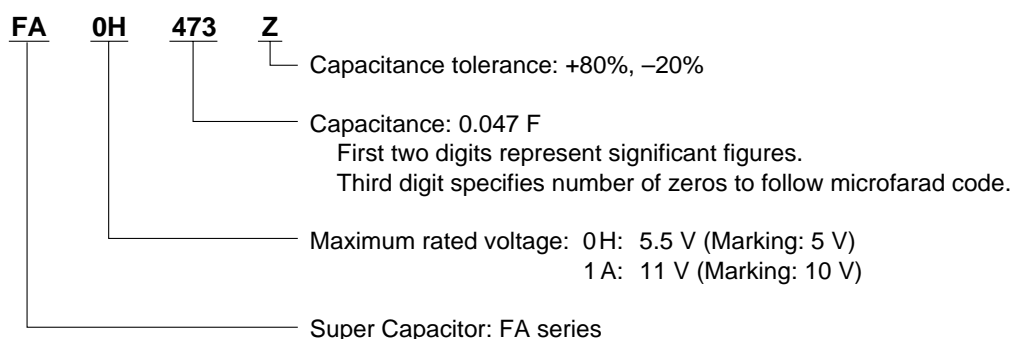 FA 0H 473 Z
Capacitance tolerance: +80%, –20%
Capacitance: 0.047 F
First two digits represent significant figures.
Third digit specifies number of zeros to follow microfarad code.
Maximum rated voltage: 0H: 5.5 V (Marking: 5 V)
1A: 11 V (Marking: 10 V)
Super Capacitor: FA series